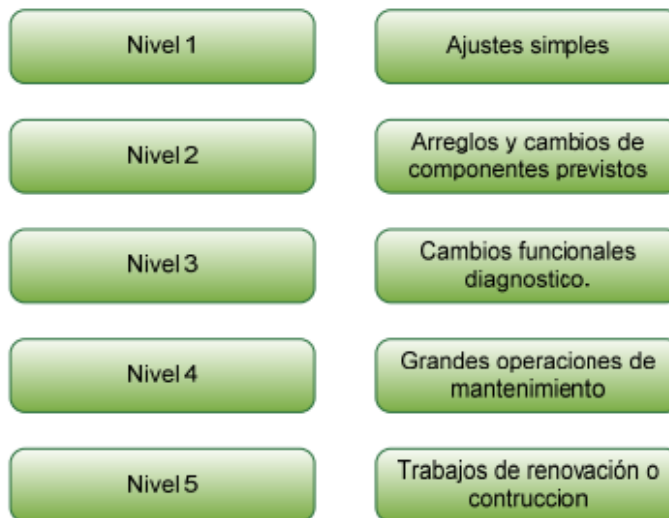 Nivel 1
Ajustes simples
Nivel 2
Arreglos y cambios de
componentes previstos
Nivel 3
Cambios funcionales
diagnostico.
Nivel 4
Grandes operaciones de
mantenimiento
Nivel 5
Trabajos de renovación o
contruccion